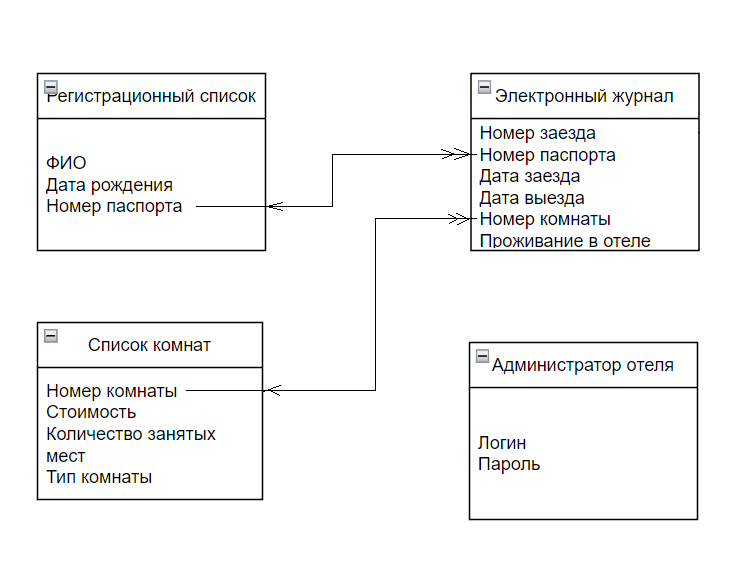 Регистрационный список
ФИО
Дата рождения
Номер паспорта
Электронный журнал
Номер заезда
Номер паспорта
Дата заезда
Дата выезда
Номер комнаты
Проживание в отеле
Список комнат
Номер комнаты
Стоимость
Количество занятых
мест
Тип комнаты
Администратор отеля
Логин
Пароль